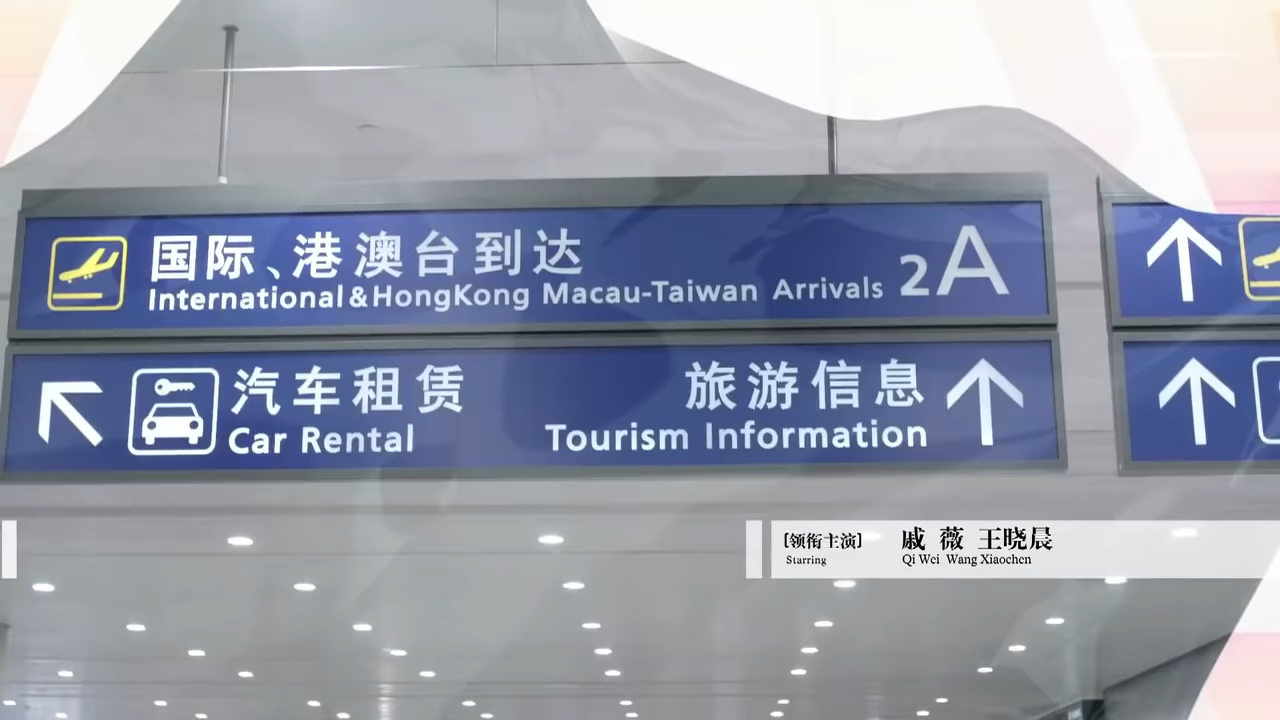 国际、港澳台到达
International&HongKong Macau-Taiwan Arrivals 2A
汽车租赁
Car Rental
旅游信息
Tourism Information
[领衔主演] 戚 薇 王晓晨
Starring Qi Wei Wang Xiaochen